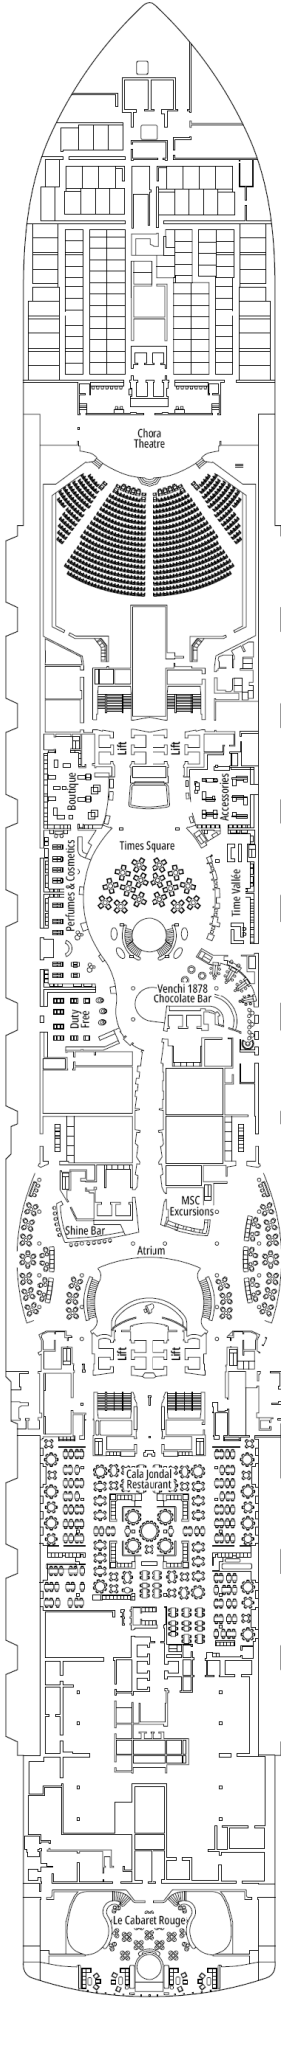 Chora
Theatre
Lift
Lift
Boutique
Accessories
Times Square
Perfumes & Cosmetics
Time Vallée
Venchi 1878
Chocolate Bar
Duty
Free
MSC
Excursions
Shine Bar
Atrium
Lift
Lift
Cala Jondal
Restaurant
Le Cabaret Rouge